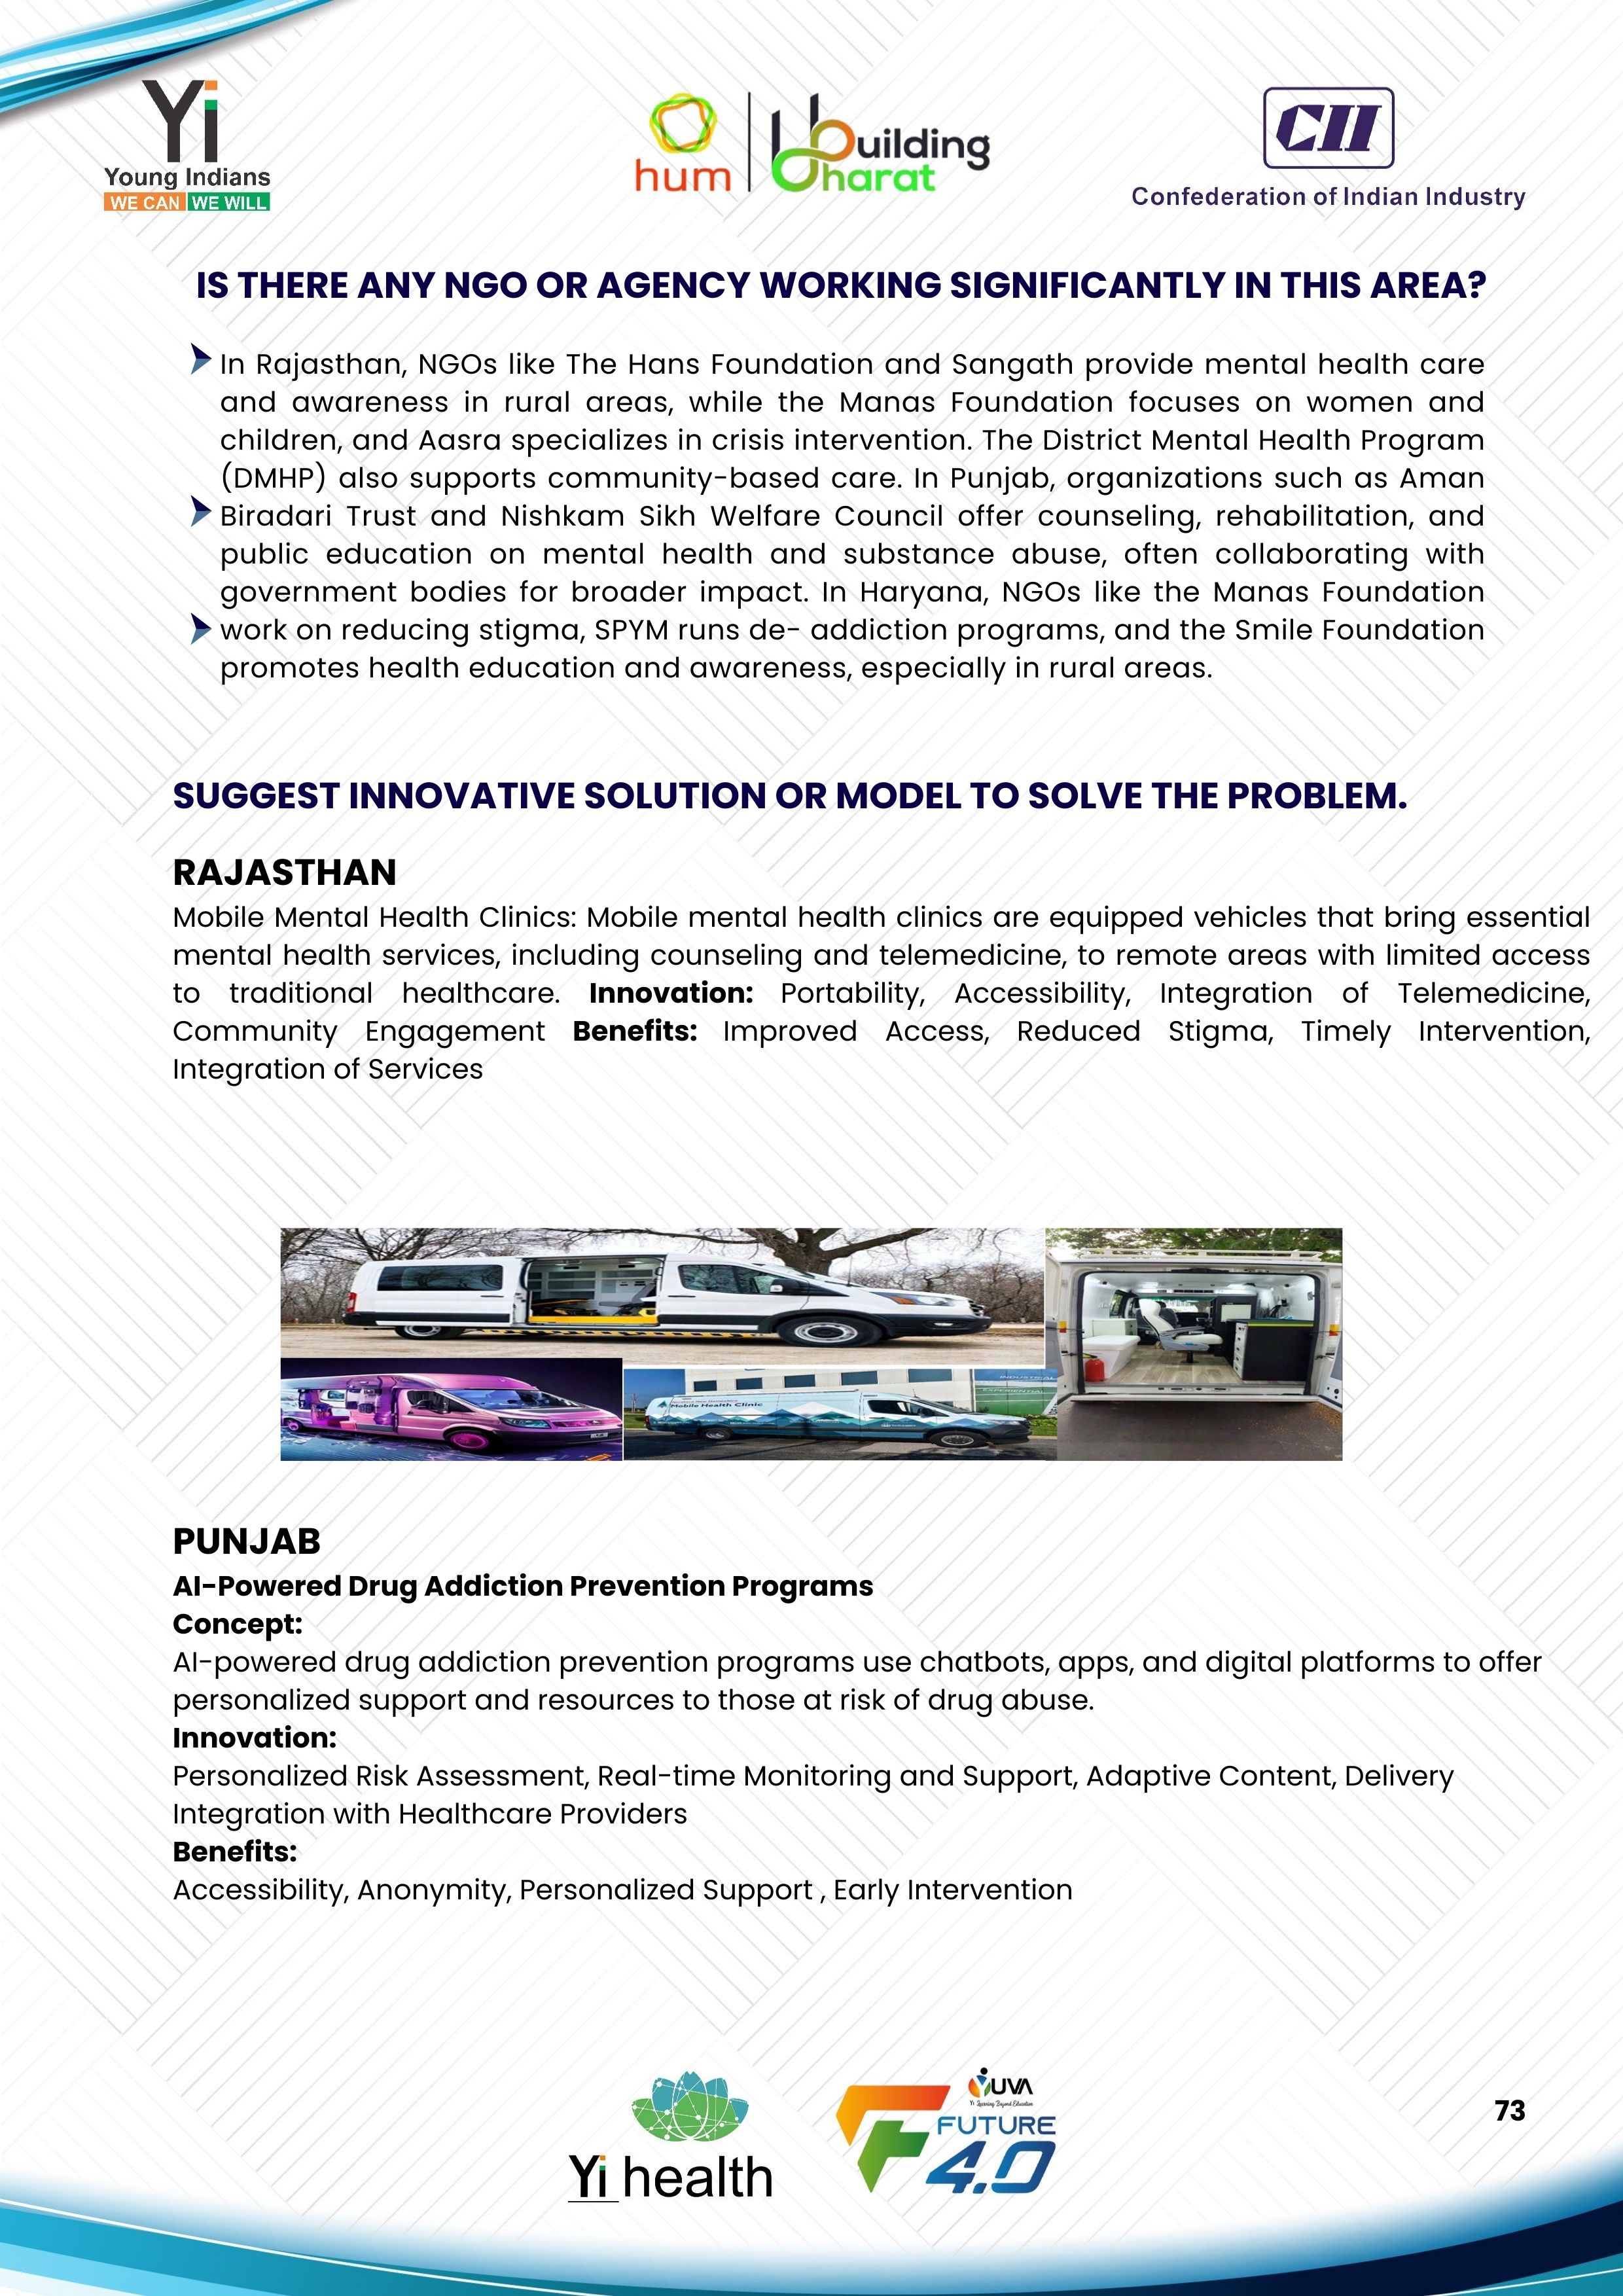 Yi
Young Indians
WE CAN WE WILL
hum
Building
Bharat
CII
Confederation of Indian Industry
IS THERE ANY NGO OR AGENCY WORKING SIGNIFICANTLY IN THIS AREA?
In Rajasthan, NGOs like The Hans Foundation and Sangath provide mental health care
and awareness in rural areas, while the Manas Foundation focuses on women and
children, and Aasra specializes in crisis intervention. The District Mental Health Program
(DMHP) also supports community-based care. In Punjab, organizations such as Aman
Biradari Trust and Nishkam Sikh Welfare Council offer counseling, rehabilitation, and
public education on mental health and substance abuse, often collaborating with
government bodies for broader impact. In Haryana, NGOs like the Manas Foundation
work on reducing stigma, SPYM runs de- addiction programs, and the Smile Foundation
promotes health education and awareness, especially in rural areas.
SUGGEST INNOVATIVE SOLUTION OR MODEL TO SOLVE THE PROBLEM.
RAJASTHAN
Mobile Mental Health Clinics: Mobile mental health clinics are equipped vehicles that bring essential
mental health services, including counseling and telemedicine, to remote areas with limited access
to traditional healthcare. Innovation: Portability, Accessibility, Integration of Telemedicine,
Community Engagement Benefits: Improved Access, Reduced Stigma, Timely Intervention,
Integration of Services
INDUSTRIAL
EXPERIENTIAL
Mobile Health Clinic
PUNJAB
AI-Powered Drug Addiction Prevention Programs
Concept:
AI-powered drug addiction prevention programs use chatbots, apps, and digital platforms to offer
personalized support and resources to those at risk of drug abuse.
Innovation:
Personalized Risk Assessment, Real-time Monitoring and Support, Adaptive Content, Delivery
Integration with Healthcare Providers
Benefits:
Accessibility, Anonymity, Personalized Support , Early Intervention
Yi health
YUVA
Yi Learning Beyond Education
FUTURE
4.0
73